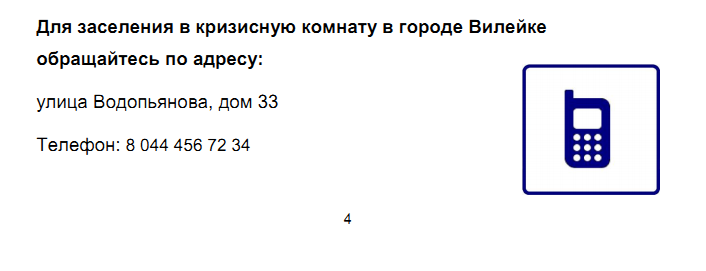 Для заселения в кризисную комнату в городе Вилейке
обращайтесь по адресу:
улица Водопьянова, дом 33
Телефон: 8 044 456 72 34
4